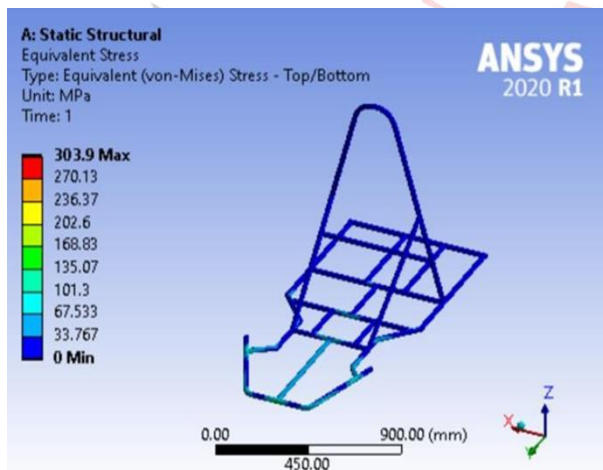 A: Static Structural
Equivalent Stress
Type: Equivalent (von-Mises) Stress - Top/Bottom
Unit: MPa
Time: 1
ANSYS
2020 R1
303.9 Max
270.13
236.37
202.6
168.83
135.07
101.3
67.533
33.767
0 Min
0.00
900.00 (mm)
450.00
Z
X
Y